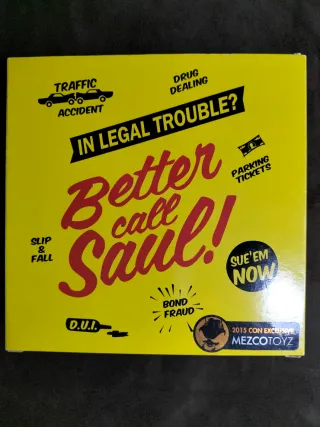 TRAFFIC
ACCIDENT
DRUG
DEALING
IN LEGAL TROUBLE?
PARKING
TICKETS
Better
call
Saul!
SLIP
&
FALL
SUE 'EM
NOW
BOND
FRAUD
D.U.I.
2015 CON EXCLUSIVE
MEZCOTOYZ